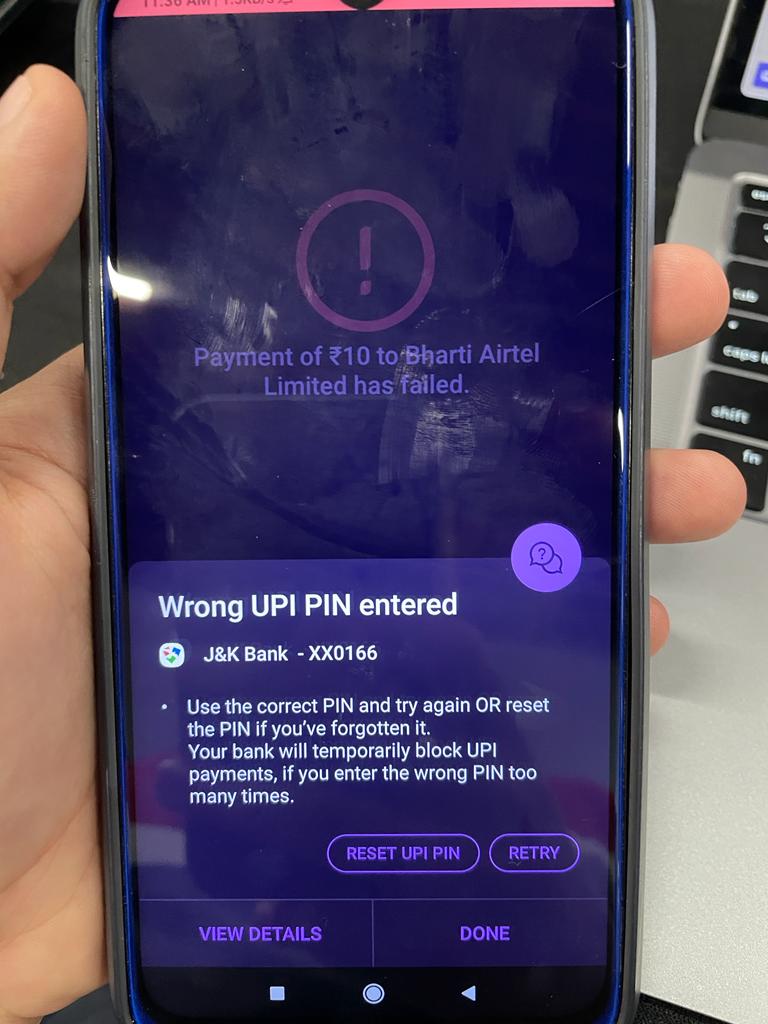 11:36 AM | 1.5KB/s
Payment of ₹10 to Bharti Airtel
Limited has failed.
?
Wrong UPI PIN entered
J&K Bank - XX0166
• Use the correct PIN and try again OR reset
the PIN if you've forgotten it.
Your bank will temporarily block UPI
payments, if you enter the wrong PIN too
many times.
RESET UPI PIN
RETRY
VIEW DETAILS
DONE
tab
shift
fn